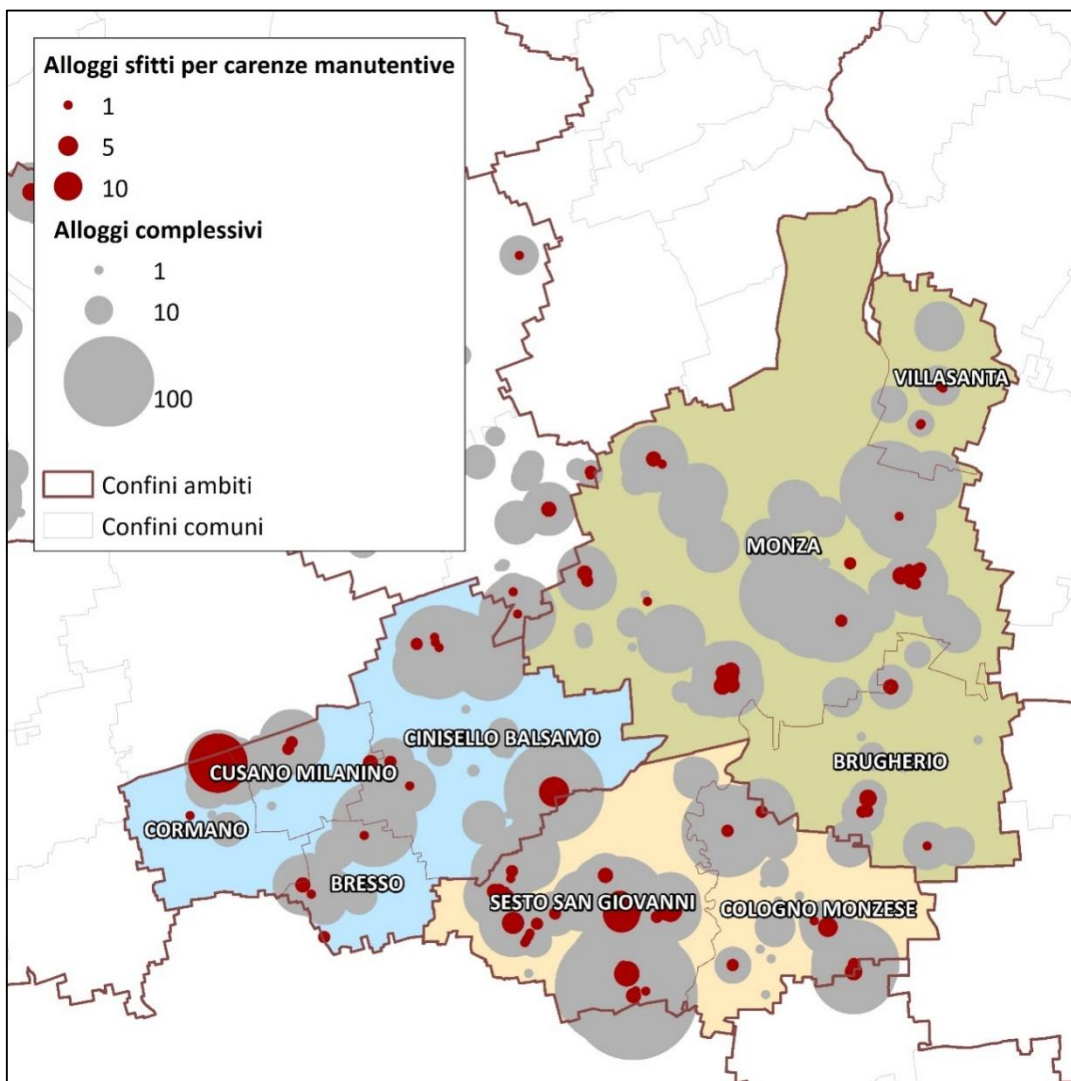 Alloggi sfitti per carenze manutentive
1
5
10
Alloggi complessivi
1
10
100
Confini ambiti
Confini comuni
VILLASANTA
MONZA
CINISELLO BALSAMO
CUSANO MILANINO
BRUGHERIO
CORMANO
BRESSO
SESTO SAN GIOVANNI
COLOGNO MONZESE